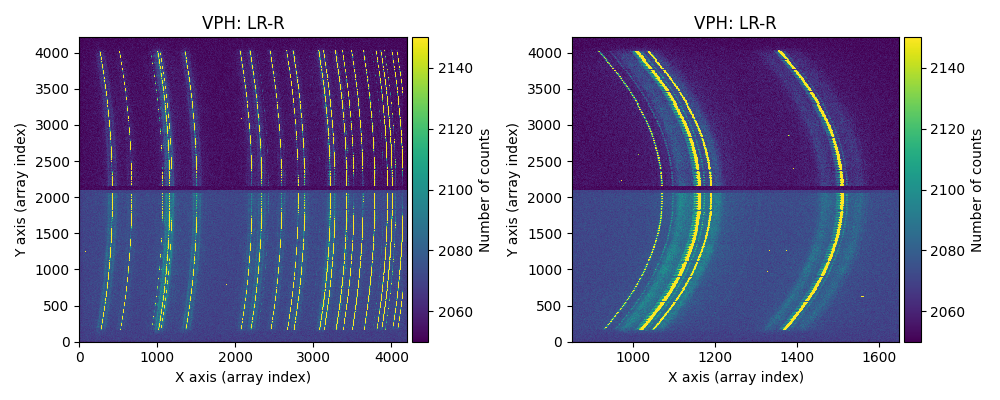 VPH: LR-R
Y axis (array index)
4000
3500
3000
2500
2000
1500
1000
500
0
0 1000 2000 3000 4000
X axis (array index)
2140
2120
2100
2080
2060
Number of counts
VPH: LR-R
Y axis (array index)
4000
3500
3000
2500
2000
1500
1000
500
0
1000 1200 1400 1600
X axis (array index)
2140
2120
2100
2080
2060
Number of counts